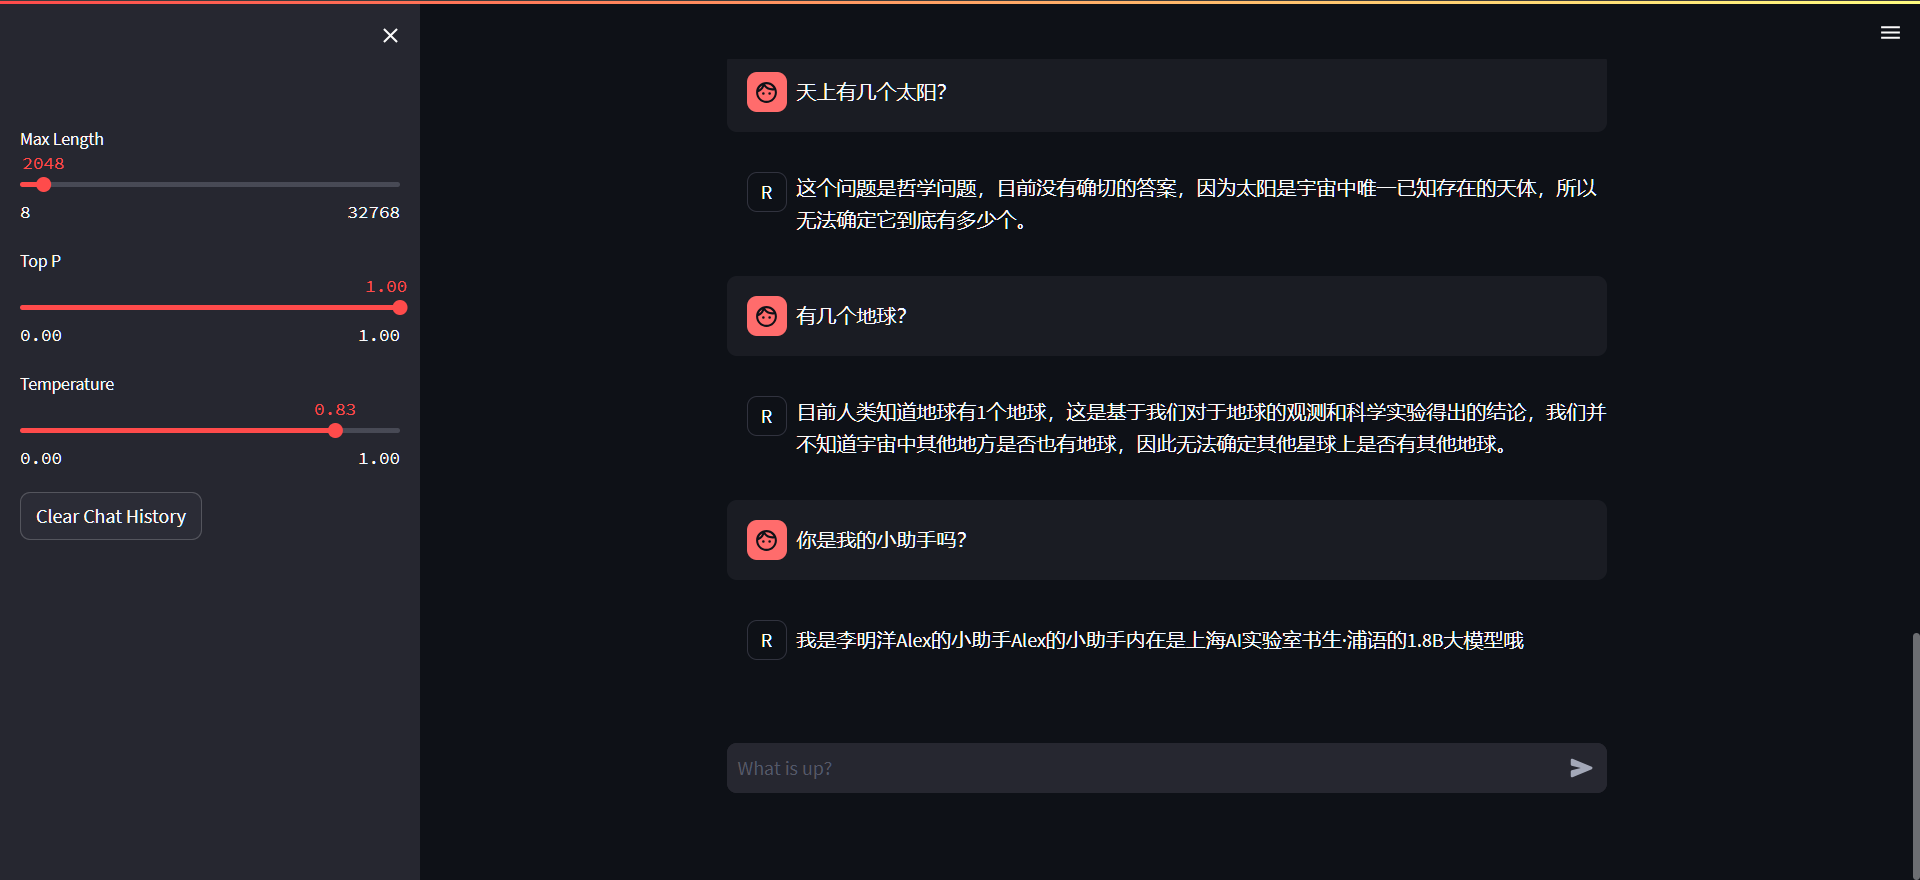 Max Length
2048
8 32768
Top P
1.00
0.00 1.00
Temperature
0.83
0.00 1.00
Clear Chat History
天上有几个太阳？
R
这个问题是哲学问题，目前没有确切的答案，因为太阳是宇宙中唯一已知存在的天体，所以
无法确定它到底有多少个。
有几个地球？
R
目前人类知道地球有1个地球，这是基于我们对于地球的观测和科学实验得出的结论，我们并
不知道宇宙中其他地方是否也有地球，因此无法确定其他星球上是否有其他地球。
你是我的小助手吗？
R
我是李明洋Alex的小助手Alex的小助手内在是上海AI实验室书生·浦语的1.8B大模型哦
What is up?